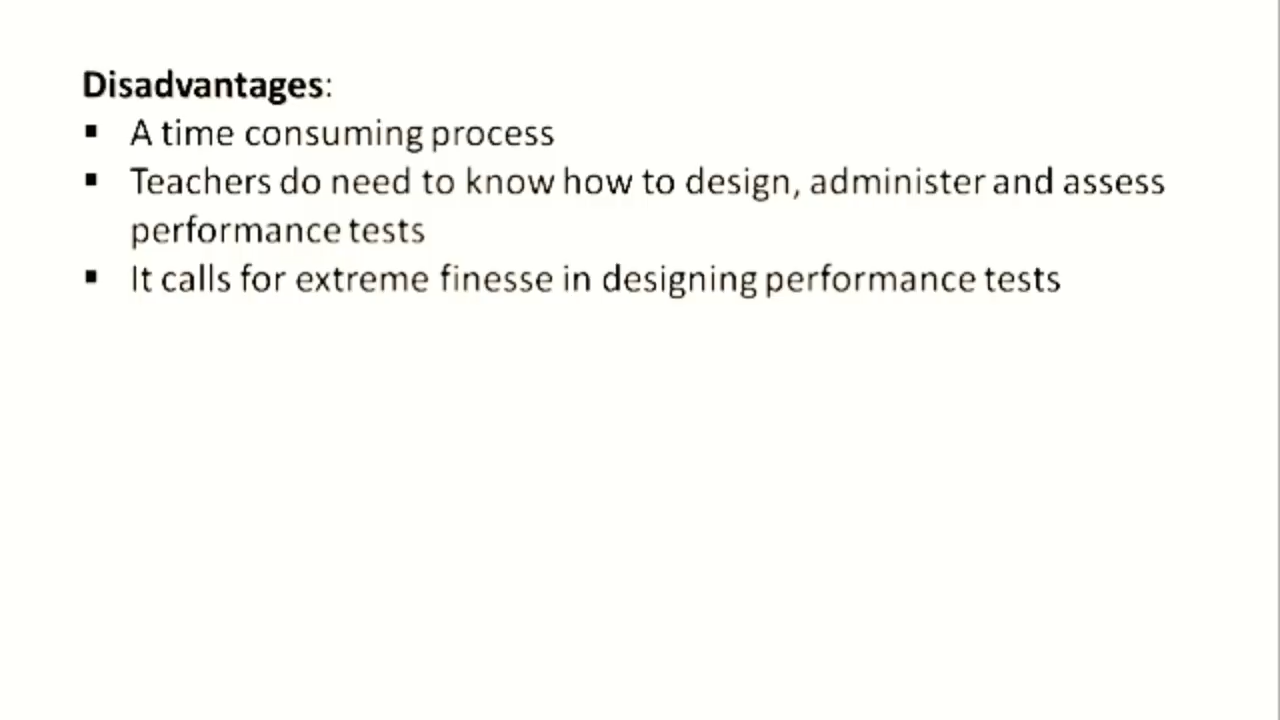 Disadvantages:
▪ A time consuming process
▪ Teachers do need to know how to design, administer and assess
performance tests
▪ It calls for extreme finesse in designing performance tests